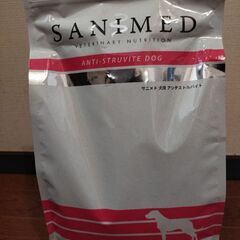 SANIMED
VETERINARY NUTRITION
ANTI-STRUVITE DOG
サニメド 犬用 アンチストルバイト